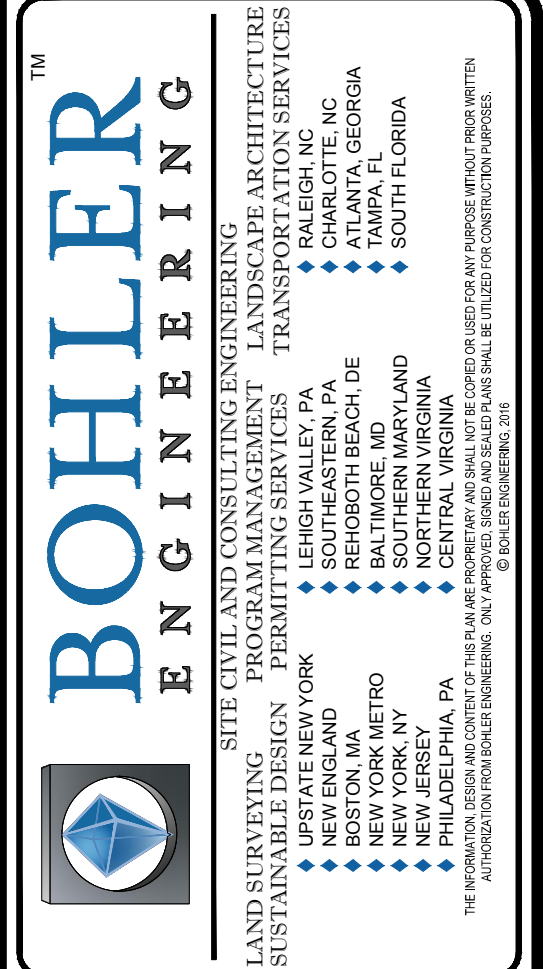 BOHLER™
ENGINEERING
SITE CIVIL AND CONSULTING ENGINEERING
LAND SURVEYING PROGRAM MANAGEMENT LANDSCAPE ARCHITECTURE
SUSTAINABLE DESIGN PERMITTING SERVICES TRANSPORTATION SERVICES
♦ UPSTATE NEW YORK ♦ LEHIGH VALLEY, PA ♦ RALEIGH, NC
♦ NEW ENGLAND ♦ SOUTHEASTERN, PA ♦ CHARLOTTE, NC
♦ BOSTON, MA ♦ REHOBOTH BEACH, DE ♦ ATLANTA, GEORGIA
♦ NEW YORK METRO ♦ BALTIMORE, MD ♦ TAMPA, FL
♦ NEW YORK, NY ♦ SOUTHERN MARYLAND ♦ SOUTH FLORIDA
♦ NEW JERSEY ♦ NORTHERN VIRGINIA
♦ PHILADELPHIA, PA ♦ CENTRAL VIRGINIA
THE INFORMATION, DESIGN AND CONTENT OF THIS PLAN ARE PROPRIETARY AND SHALL NOT BE COPIED OR USED FOR ANY PURPOSE WITHOUT PRIOR WRITTEN
AUTHORIZATION FROM BOHLER ENGINEERING. ONLY APPROVED, SIGNED AND SEALED PLANS SHALL BE UTILIZED FOR CONSTRUCTION PURPOSES.
© BOHLER ENGINEERING, 2016